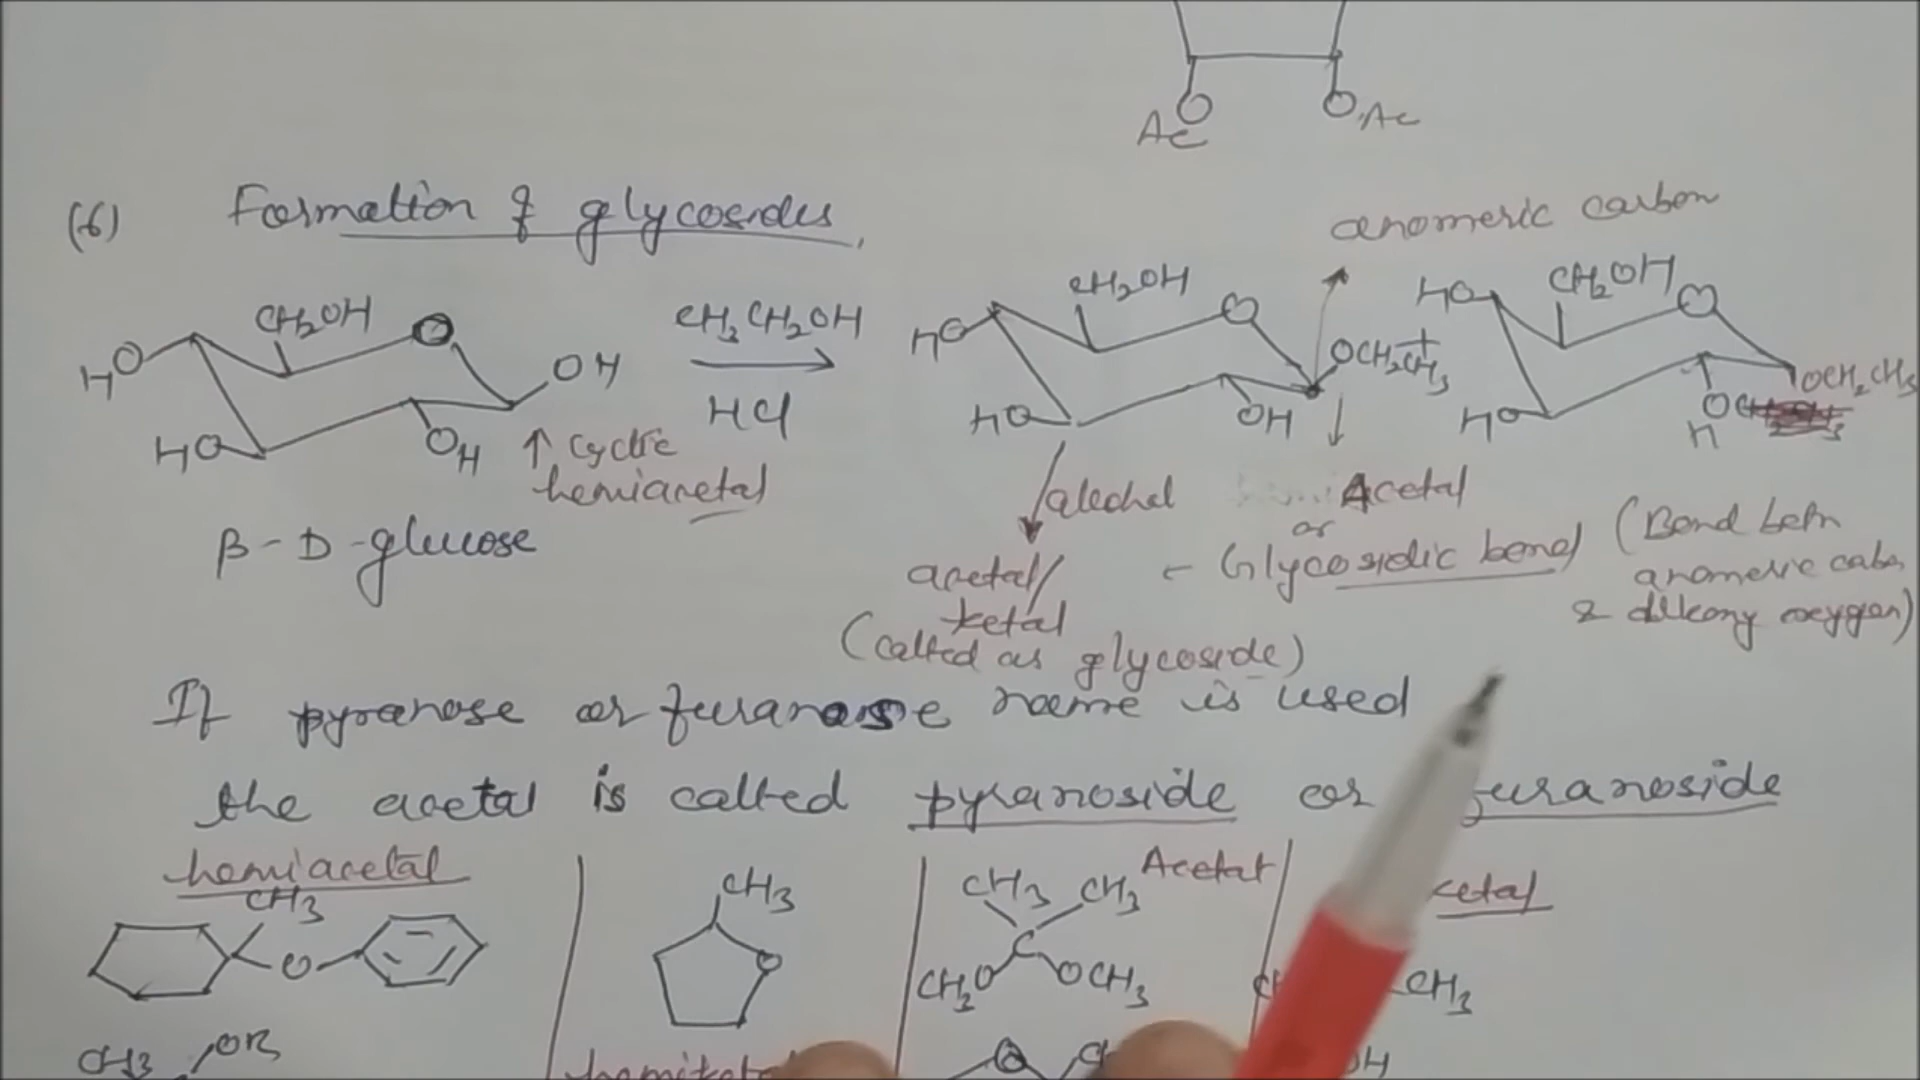 AC
O
O
AC
(6) Formation of glycosides,
anomeric carbon
HO
CH2OH
O
OH
HO
OH
CH3CH2OH
HCl
↑ Cyclic
hemiacetal
β-D-glucose
HO
CH2OH
O
OCH2CH3
HO
OH
+
HO
CH2OH
O
OCH2CH3
HO
OH
alcohol
Acetal
or
acetal/
ketal
(called as glycoside)
- Glycosidic bond (Bond betn
anomeric
oxygen)
If pyranose or furanose name is used
the acetal is called pyranoside or furanoside
hemiacetal
CH3
O
CH3
OR
CH3
O
Acetal
CH3 CH3
C
CH3O OCH3
O
CH3